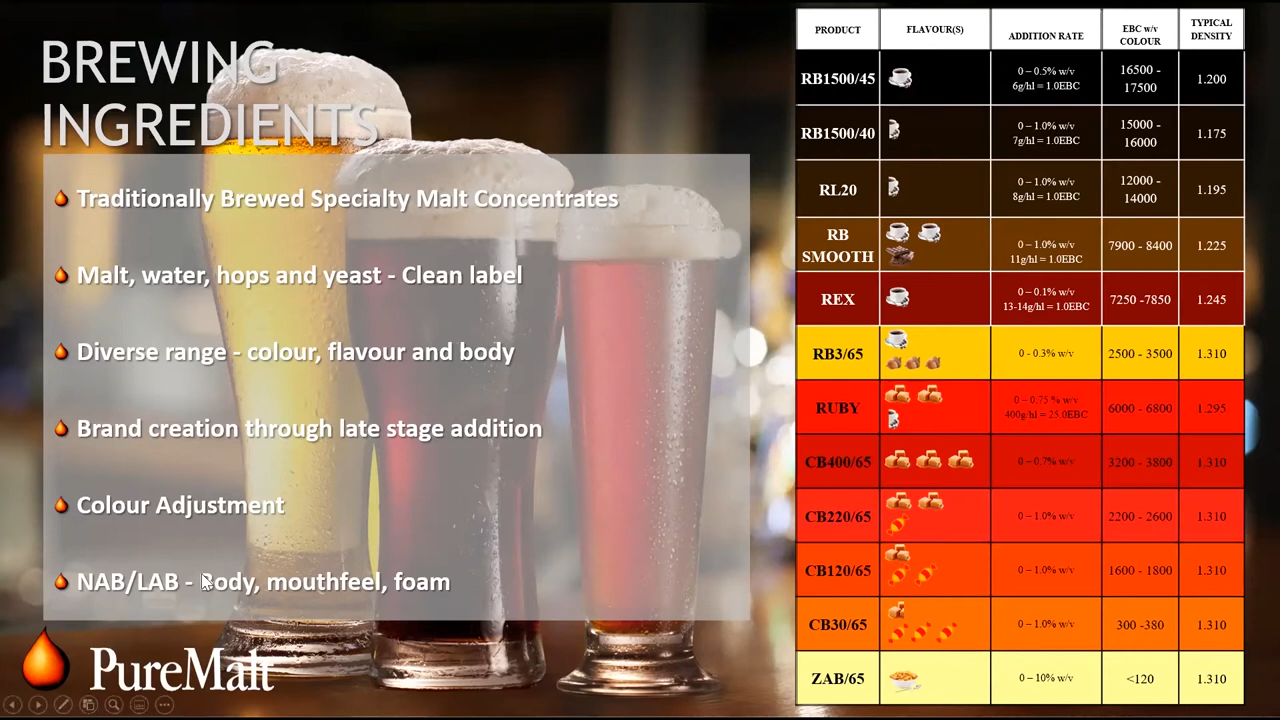 BREWING
INGREDIENTS
Traditionally Brewed Specialty Malt Concentrates
Malt, water, hops and yeast - Clean label
Diverse range - colour, flavour and body
Brand creation through late stage addition
Colour Adjustment
NAB/LAB - Body, mouthfeel, foam
PureMalt
PRODUCT FLAVOUR(S) ADDITION RATE EBC w/v COLOUR TYPICAL DENSITY
RB1500/45 0 – 0.5% w/v 6g/hl = 1.0EBC 16500 - 17500 1.200
RB1500/40 0 – 1.0% w/v 7g/hl = 1.0EBC 15000 - 16000 1.175
RL20 0 – 1.0% w/v 8g/hl = 1.0EBC 12000 - 14000 1.195
RB SMOOTH 0 – 1.0% w/v 11g/hl = 1.0EBC 7900 - 8400 1.225
REX 0 – 0.1% w/v 13-14g/hl = 1.0EBC 7250 -7850 1.245
RB3/65 0 - 0.3% w/v 2500 - 3500 1.310
RUBY 0 – 0.75 % w/v 400g/hl = 25.0EBC 6000 - 6800 1.295
CB400/65 0 – 0.7% w/v 3200 - 3800 1.310
CB220/65 0 – 1.0% w/v 2200 - 2600 1.310
CB120/65 0 – 1.0% w/v 1600 - 1800 1.310
CB30/65 0 – 1.0% w/v 300 -380 1.310
ZAB/65 0 – 10% w/v <120 1.310